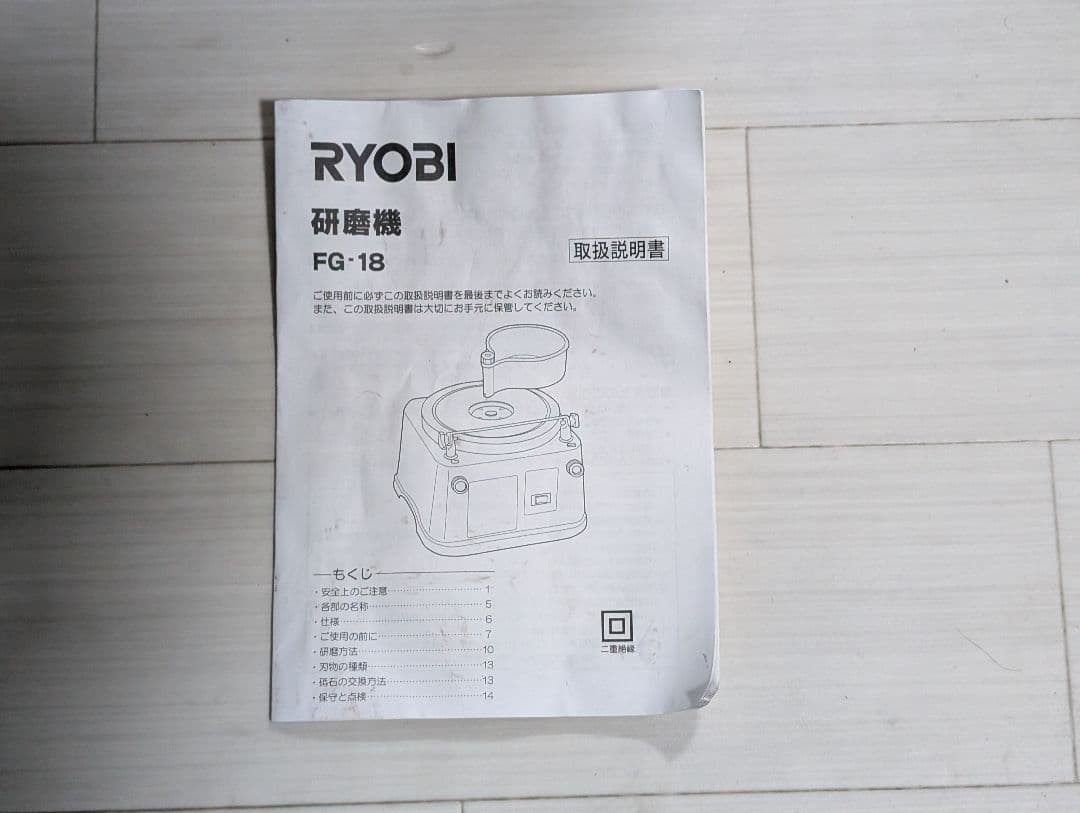 RYOBI
研磨機
FG-18
取扱説明書
ご使用前に必ずこの取扱説明書を最後までよくお読みください。
また、この取扱説明書は大切にお手元に保管してください。
もくじ
・安全上のご注意 1
・各部の名称 5
・仕様 6
・ご使用の前に 7
・研磨方法 10
・刃物の種類 13
・砥石の交換方法 13
・保守と点検 14
二重絶縁